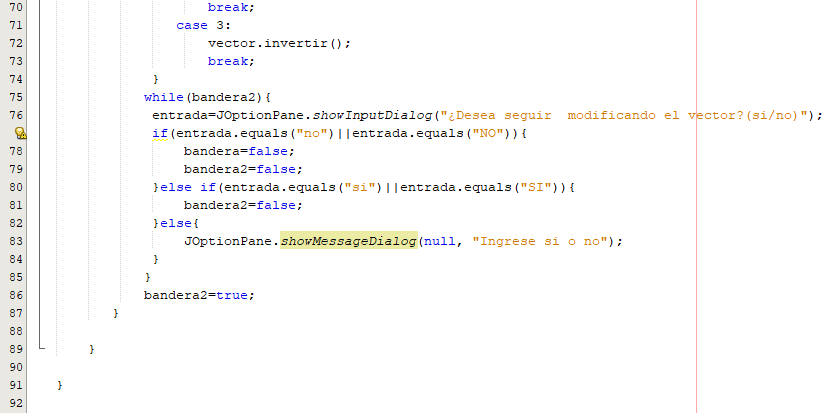 70 break;
71 case 3:
72 vector.invertir();
73 break;
74 }
75 while(bandera2){
76 entrada=JOptionPane.showInputDialog("¿Desea seguir  modificando el vector?(si/no)");
if(entrada.equals("no")||entrada.equals("NO")){
78 bandera=false;
79 bandera2=false;
80 }else if(entrada.equals("si")||entrada.equals("SI")){
81 bandera2=false;
82 }else{
83 JOptionPane.showMessageDialog(null, "Ingrese si o no");
84 }
85 }
86 bandera2=true;
87 }
88
89 }
90
91 }
92